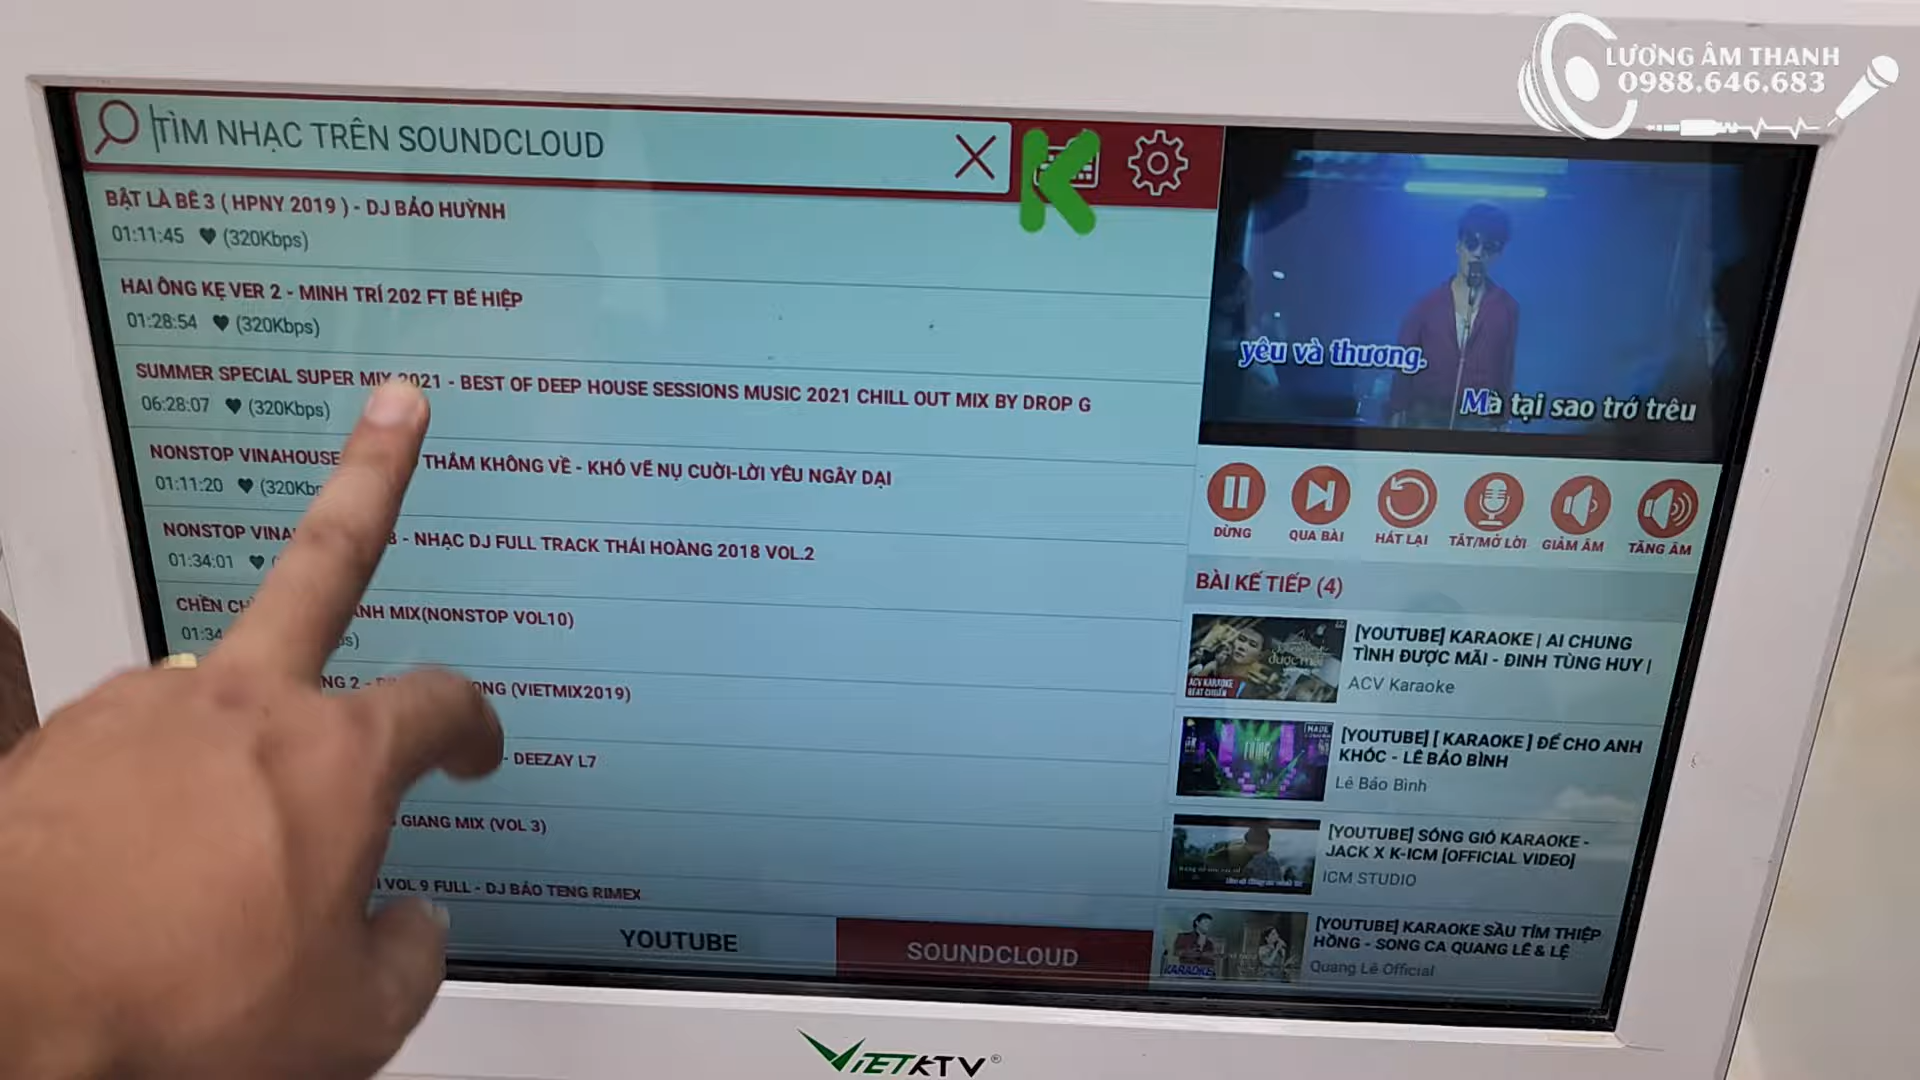 LƯƠNG ÂM THANH
0988.646.683
TÌM NHẠC TRÊN SOUNDCLOUD
BẬT LÀ BÊ 3 ( HPNY 2019 ) - DJ BẢO HUỲNH
01:11:45 (320Kbps)
HAI ÔNG KẸ VER 2 - MINH TRÍ 202 FT BÉ HIỆP
01:28:54 (320Kbps)
SUMMER SPECIAL SUPER MIX 2021 - BEST OF DEEP HOUSE SESSIONS MUSIC 2021 CHILL OUT MIX BY DROP G
06:28:07 (320Kbps)
NONSTOP VINAHOUSE THẮM KHÔNG VỀ - KHÓ VẼ NỤ CƯỜI-LỜI YÊU NGÂY DẠI
01:11:20
NONSTOP - NHẠC DJ FULL TRACK THÁI HOÀNG 2018 VOL.2
01:34:01
CHỀN MIX(NONSTOP VOL10)
2 - (VIETMIX2019)
- DEEZAY L7
GIANG MIX (VOL 3)
VOL 9 FULL - DJ BẢO TENG RIMEX
YOUTUBE
SOUNDCLOUD
yêu và thương.
Mà tại sao trớ trêu
DỪNG
QUA BÀI
HÁT LẠI
TẮT/MỞ LỜI
GIẢM ÂM
TĂNG ÂM
BÀI KẾ TIẾP (4)
[YOUTUBE] KARAOKE | AI CHUNG
TÌNH ĐƯỢC MÃI - ĐINH TÙNG HUY |
ACV Karaoke
[YOUTUBE] [ KARAOKE ] ĐỂ CHO ANH
KHÓC - LÊ BẢO BÌNH
Lê Bảo Bình
[YOUTUBE] SÓNG GIÓ KARAOKE -
JACK X K-ICM [OFFICIAL VIDEO]
ICM STUDIO
[YOUTUBE] KARAOKE SẦU TÍM THIỆP
HỒNG - SONG CA QUANG LÊ & LỆ
Quang Lê Official
VIETKTV®